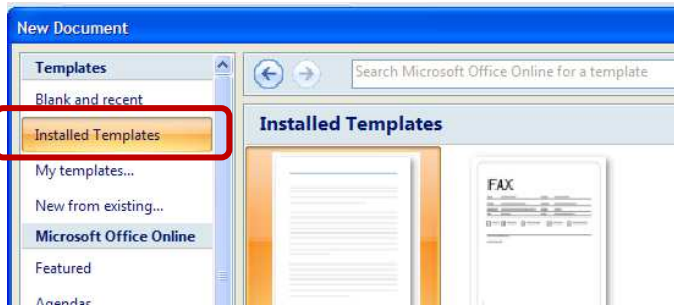 New Document
Templates
Blank and recent
Installed Templates
My templates...
New from existing...
Microsoft Office Online
Featured
Agendas
Search Microsoft Office Online for a template
Installed Templates
FAX